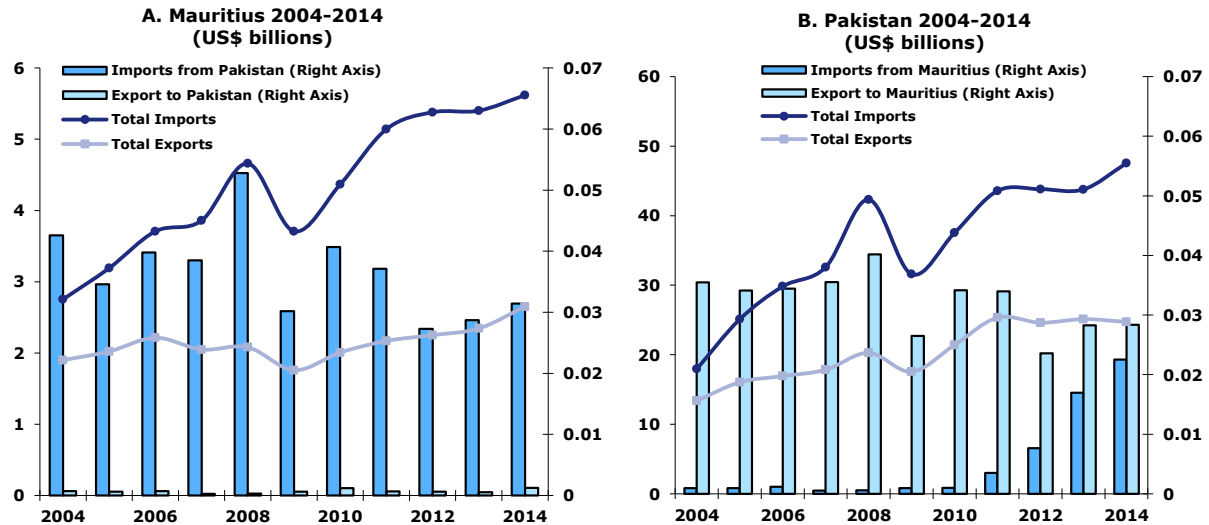 A. Mauritius 2004-2014
(US$ billions)
Imports from Pakistan (Right Axis)
Export to Pakistan (Right Axis)
Total Imports
Total Exports
6
5
4
3
2
1
0
0.07
0.06
0.05
0.04
0.03
0.02
0.01
0
2004 2006 2008 2010 2012 2014
B. Pakistan 2004-2014
(US$ billions)
Imports from Mauritius (Right Axis)
Export to Mauritius (Right Axis)
Total Imports
Total Exports
60
50
40
30
20
10
0
0.07
0.06
0.05
0.04
0.03
0.02
0.01
0
2004 2006 2008 2010 2012 2014